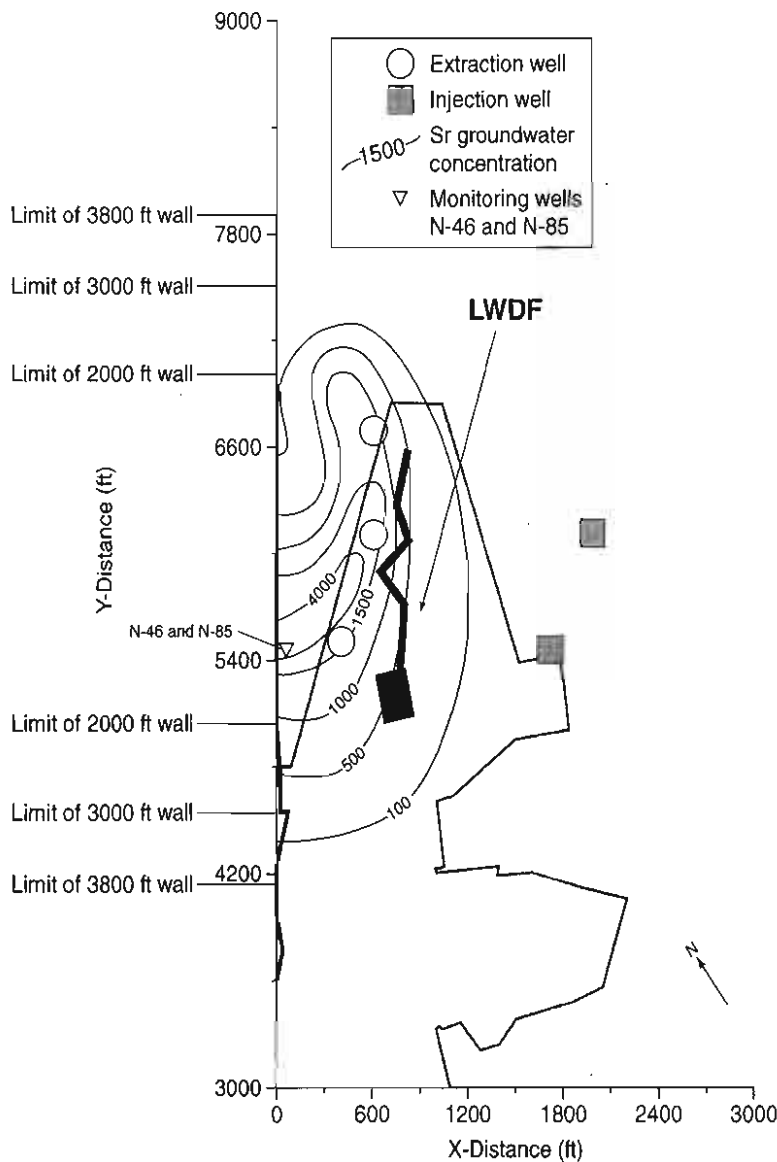 9000
Extraction well
Injection well
1500
Sr groundwater
concentration
Monitoring wells
N-46 and N-85
Limit of 3800 ft wall
7800
Limit of 3000 ft wall
LWDF
Limit of 2000 ft wall
6600
Y-Distance (ft)
4000
1500
N-46 and N-85
5400
1000
Limit of 2000 ft wall
500
100
Limit of 3000 ft wall
4200
Limit of 3800 ft wall
N
3000
0
600
1200
1800
2400
3000
X-Distance (ft)